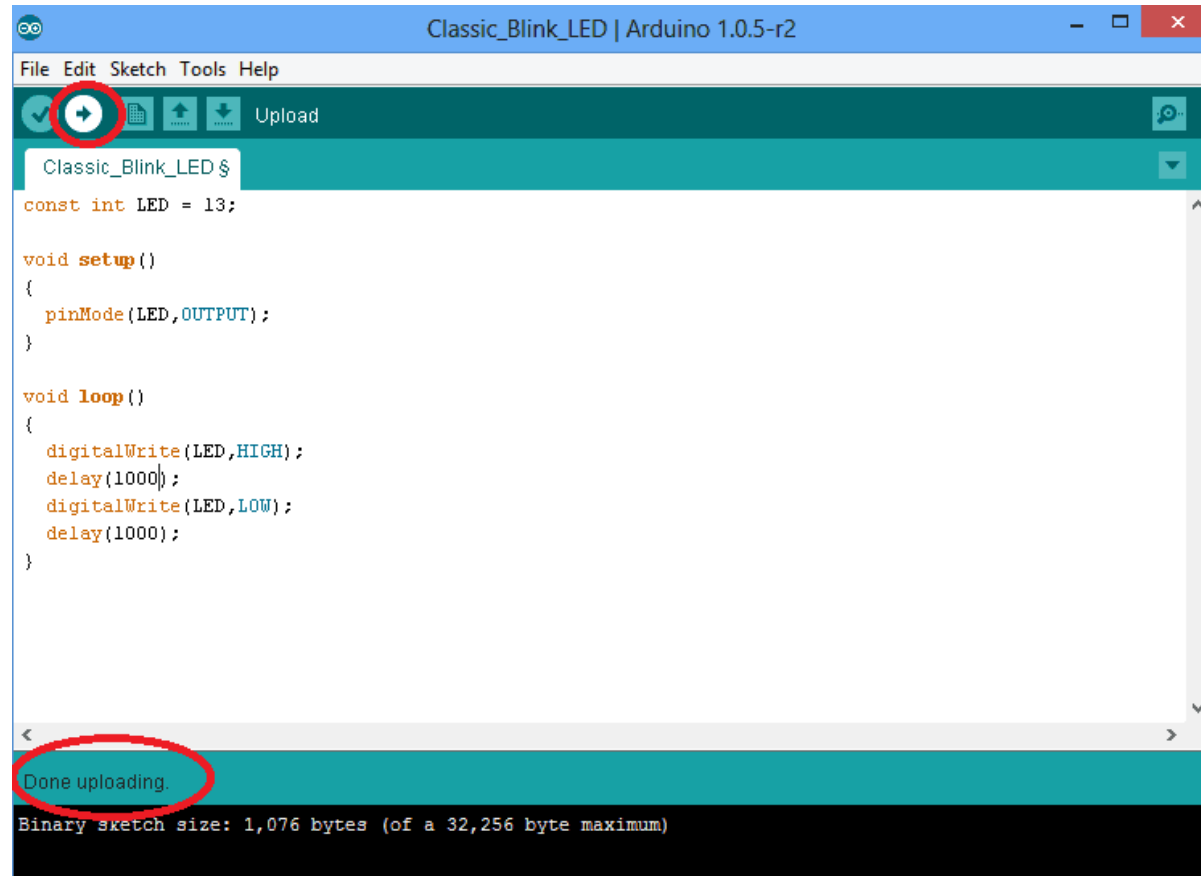 Classic_Blink_LED | Arduino 1.0.5-r2
File Edit Sketch Tools Help
Upload
Classic_Blink_LED §
const int LED = 13;
void setup()
{
pinMode(LED,OUTPUT);
}
void loop()
{
digitalWrite(LED,HIGH);
delay(1000);
digitalWrite(LED,LOW);
delay(1000);
}
Done uploading.
Binary sketch size: 1,076 bytes (of a 32,256 byte maximum)